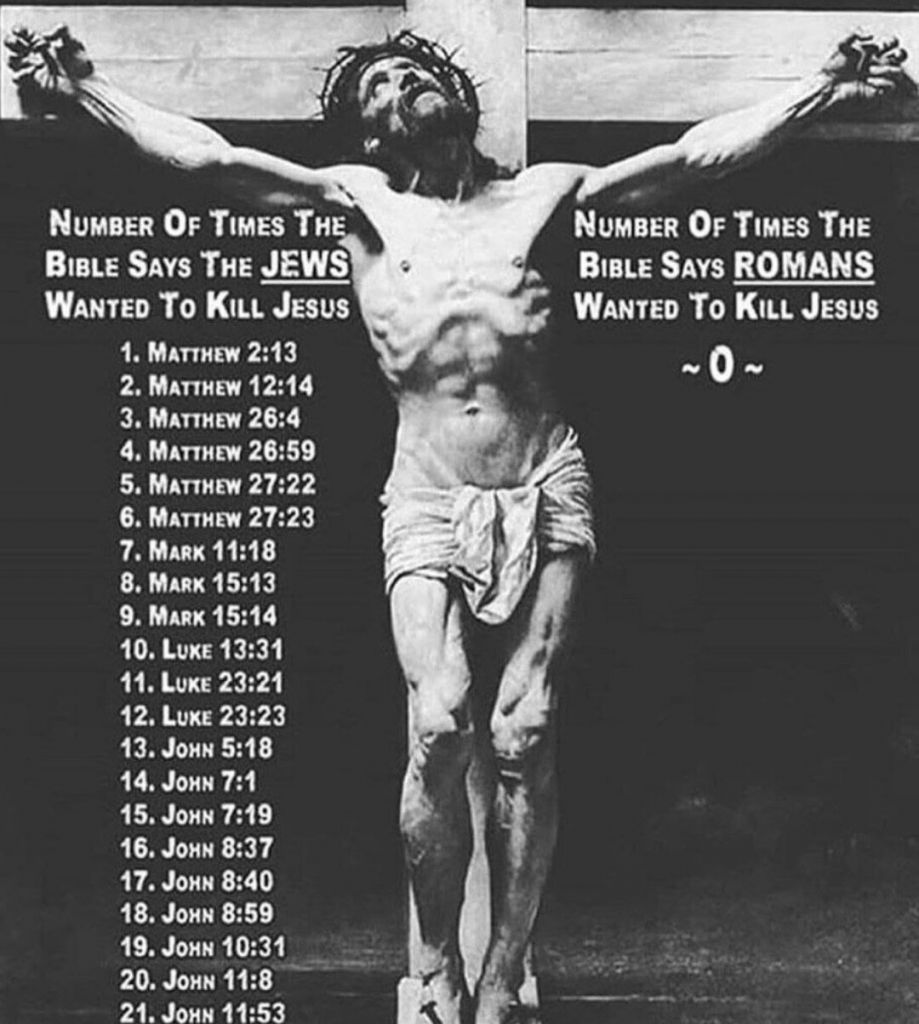 Number Of Times The
Bible Says The JEWS
Wanted To Kill Jesus
1. Matthew 2:13
2. Matthew 12:14
3. Matthew 26:4
4. Matthew 26:59
5. Matthew 27:22
6. Matthew 27:23
7. Mark 11:18
8. Mark 15:13
9. Mark 15:14
10. Luke 13:31
11. Luke 23:21
12. Luke 23:23
13. John 5:18
14. John 7:1
15. John 7:19
16. John 8:37
17. John 8:40
18. John 8:59
19. John 10:31
20. John 11:8
21. John 11:53
Number Of Times The
Bible Says ROMANS
Wanted To Kill Jesus
~ 0 ~